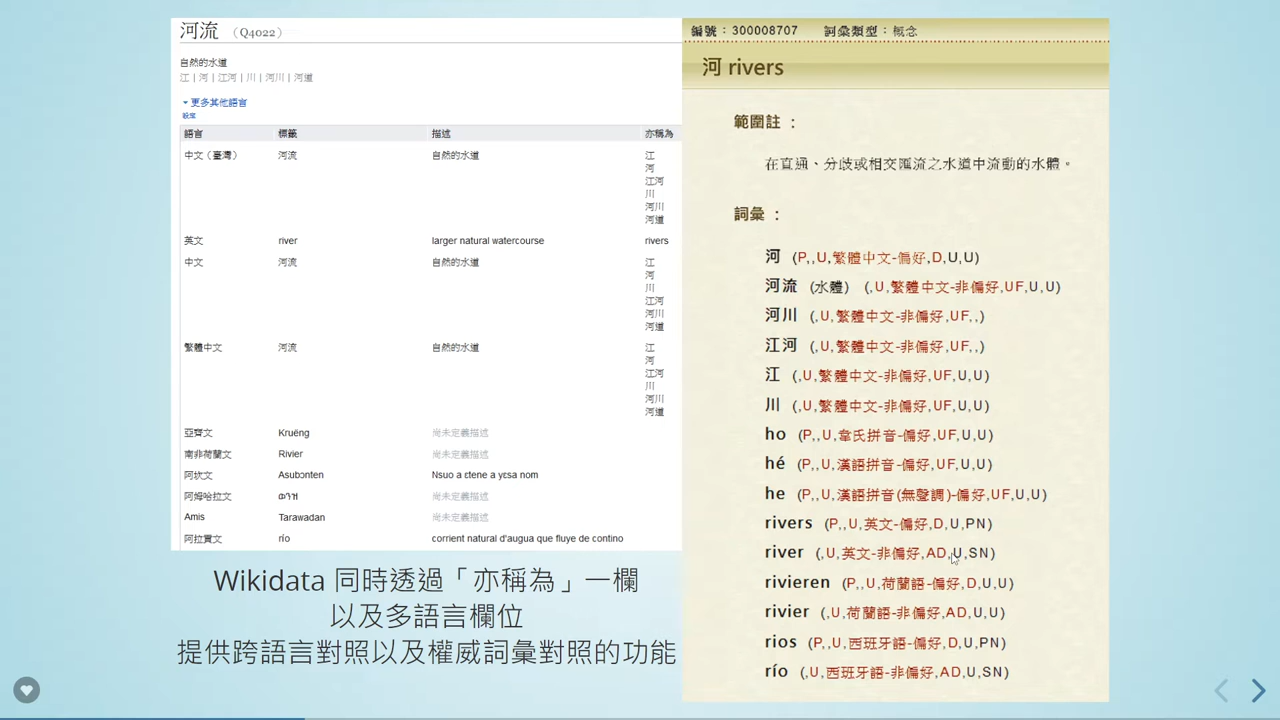 河流 （Q4022）
自然的水道
江 | 河 | 江河 | 川 | 河川 | 河道
更多其他語言
設定
語言 標籤 描述 亦稱為
中文（臺灣） 河流 自然的水道 江
河
江河
川
河川
河道
英文 river larger natural watercourse rivers
中文 河流 自然的水道 江
河
川
江河
河川
河道
繁體中文 河流 自然的水道 江
河
江河
川
河川
河道
亞齊文 Kruëng 尚未定義描述
南非荷蘭文 Rivier 尚未定義描述
阿坎文 Asubɔnten Nsuo a ɛtene a yɛsa nom
阿姆哈拉文 ወንዝ 尚未定義描述
Amis Tarawadan 尚未定義描述
阿拉貢文 río corrient natural d'augua que fluye de contino
Wikidata 同時透過「亦稱為」一欄
以及多語言欄位
提供跨語言對照以及權威詞彙對照的功能
編號：300008707 詞彙類型：概念
河 rivers
範圍註 ：
在直通、分歧或相交匯流之水道中流動的水體。
詞彙 ：
河 (P,,U,繁體中文-偏好,D,U,U)
河流 (水體) (,U,繁體中文-非偏好,UF,U,U)
河川 (,U,繁體中文-非偏好,UF,,)
江河 (,U,繁體中文-非偏好,UF,,)
江 (,U,繁體中文-非偏好,UF,U,U)
川 (,U,繁體中文-非偏好,UF,U,U)
ho (P,,U,韋氏拼音-偏好,UF,U,U)
hé (P,,U,漢語拼音-偏好,UF,U,U)
he (P,,U,漢語拼音(無聲調)-偏好,UF,U,U)
rivers (P,,U,英文-偏好,D,U,PN)
river (,U,英文-非偏好,AD,U,SN)
rivieren (P,,U,荷蘭語-偏好,D,U,U)
rivier (,U,荷蘭語-非偏好,AD,U,U)
rios (P,,U,西班牙語-偏好,D,U,PN)
río (,U,西班牙語-非偏好,AD,U,SN)